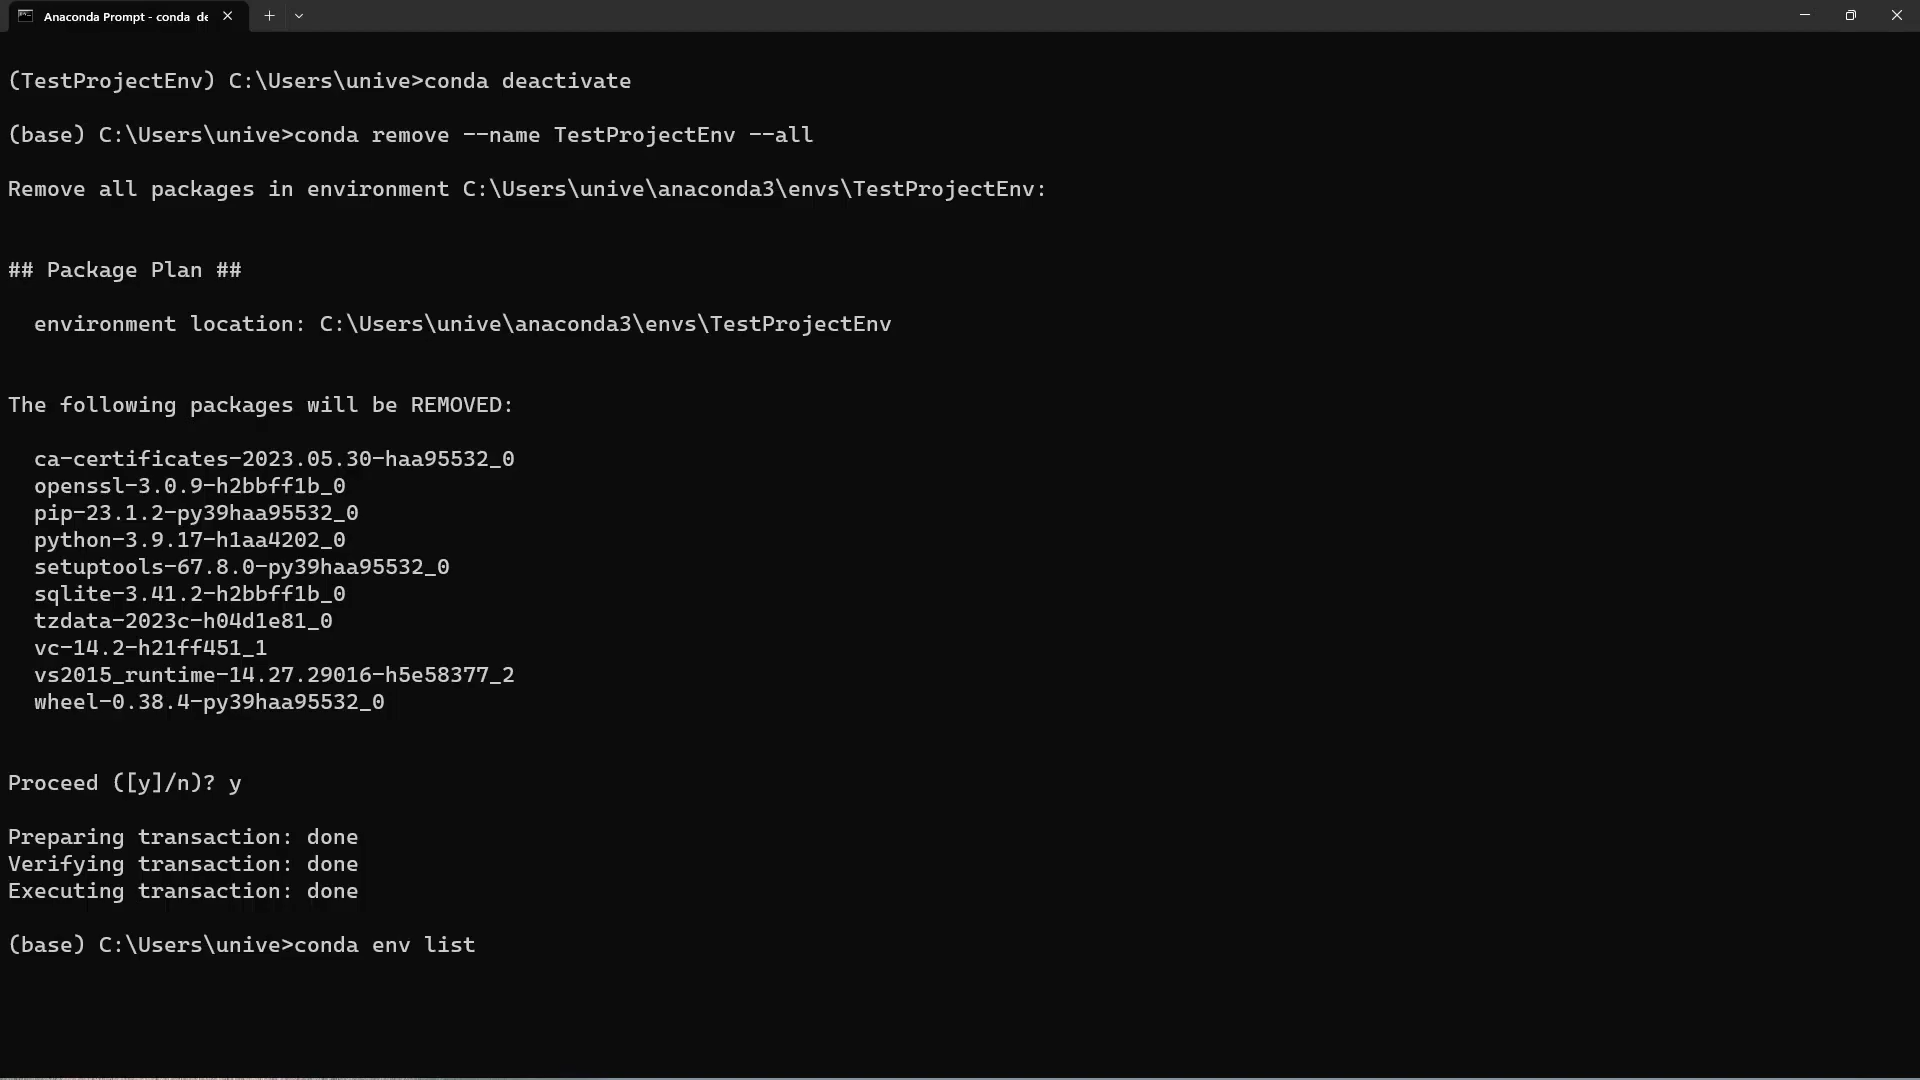 Anaconda Prompt - conda de
(TestProjectEnv) C:\Users\unive>conda deactivate
(base) C:\Users\unive>conda remove --name TestProjectEnv --all
Remove all packages in environment C:\Users\unive\anaconda3\envs\TestProjectEnv:
## Package Plan ##
environment location: C:\Users\unive\anaconda3\envs\TestProjectEnv
The following packages will be REMOVED:
ca-certificates-2023.05.30-haa95532_0
openssl-3.0.9-h2bbff1b_0
pip-23.1.2-py39haa95532_0
python-3.9.17-h1aa4202_0
setuptools-67.8.0-py39haa95532_0
sqlite-3.41.2-h2bbff1b_0
tzdata-2023c-h04d1e81_0
vc-14.2-h21ff451_1
vs2015_runtime-14.27.29016-h5e58377_2
wheel-0.38.4-py39haa95532_0
Proceed ([y]/n)? y
Preparing transaction: done
Verifying transaction: done
Executing transaction: done
(base) C:\Users\unive>conda env list